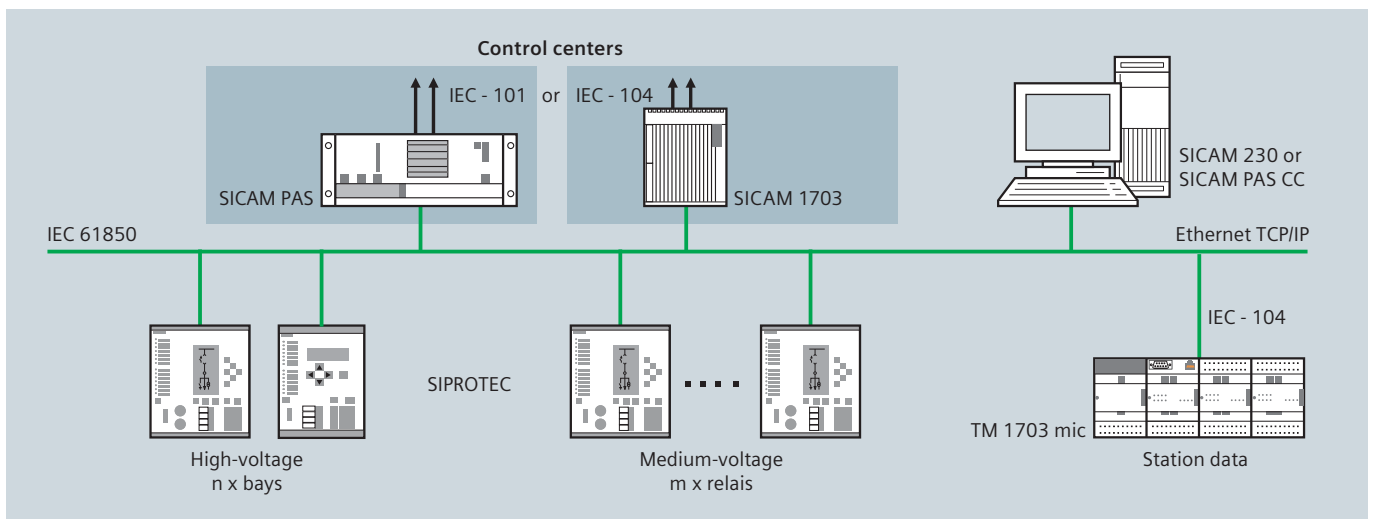 Control centers
IEC - 101 or IEC - 104
SICAM PAS
SICAM 1703
SICAM 230 or
SICAM PAS CC
IEC 61850
Ethernet TCP/IP
IEC - 104
SIPROTEC
TM 1703 mic
High-voltage
n x bays
Medium-voltage
m x relais
Station data